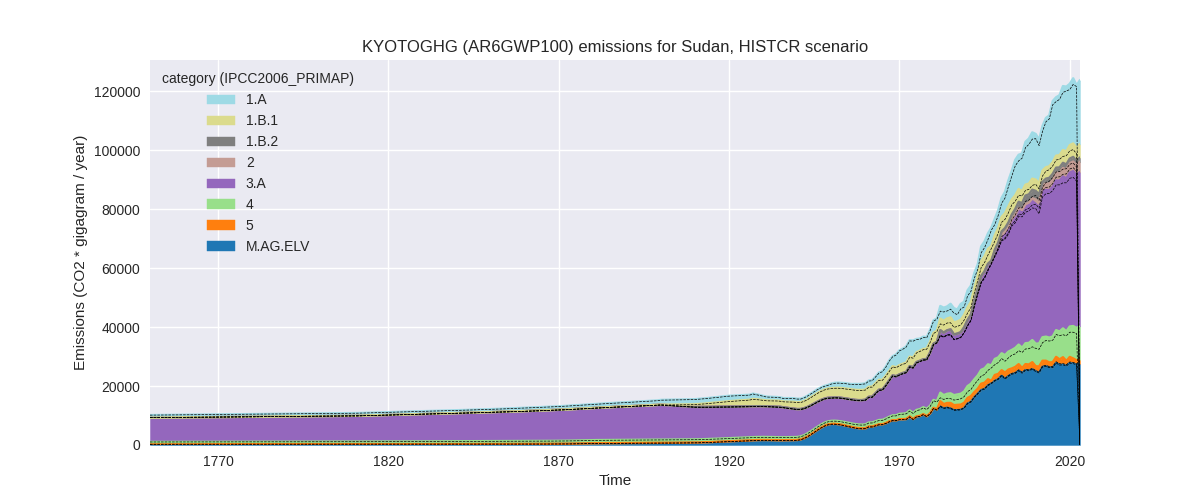 KYOTOGHG (AR6GWP100) emissions for Sudan, HISTCR scenario
category (IPCC2006_PRIMAP)
1.A
1.B.1
1.B.2
2
3.A
4
5
M.AG.ELV
Emissions (CO2 * gigagram / year)
120000
100000
80000
60000
40000
20000
0
1770
1820
1870
1920
1970
2020
Time